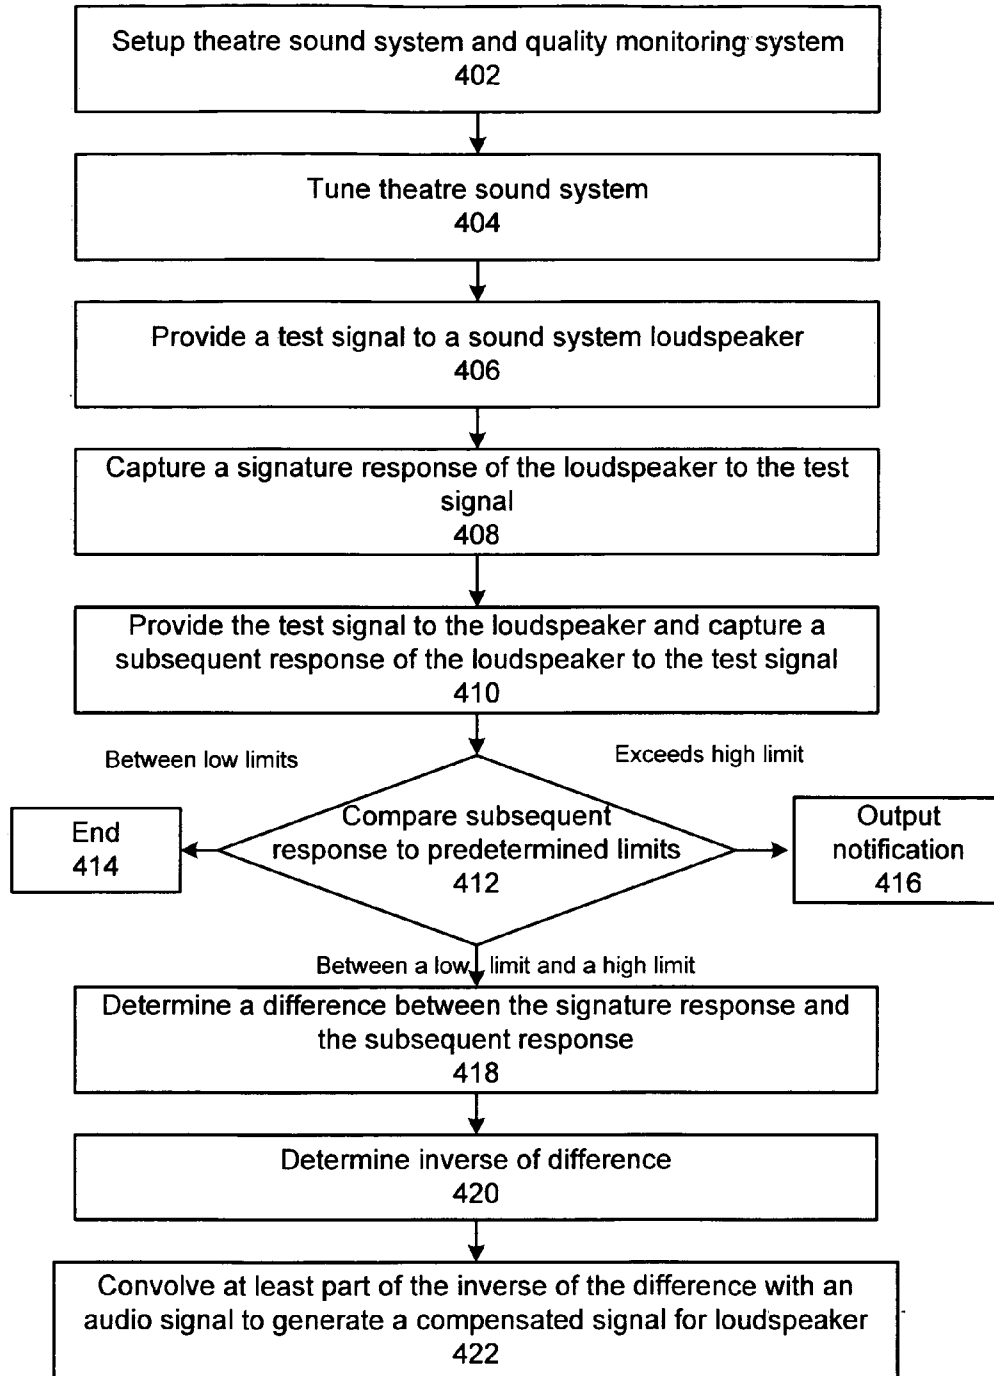 Setup theatre sound system and quality monitoring system
402
Tune theatre sound system
404
Provide a test signal to a sound system loudspeaker
406
Capture a signature response of the loudspeaker to the test
signal
408
Provide the test signal to the loudspeaker and capture a
subsequent response of the loudspeaker to the test signal
410
Between low limits
Exceeds high limit
Compare subsequent
response to predetermined limits
412
End
414
Output
notification
416
Between a low limit and a high limit
Determine a difference between the signature response and
the subsequent response
418
Determine inverse of difference
420
Convolve at least part of the inverse of the difference with an
audio signal to generate a compensated signal for loudspeaker
422